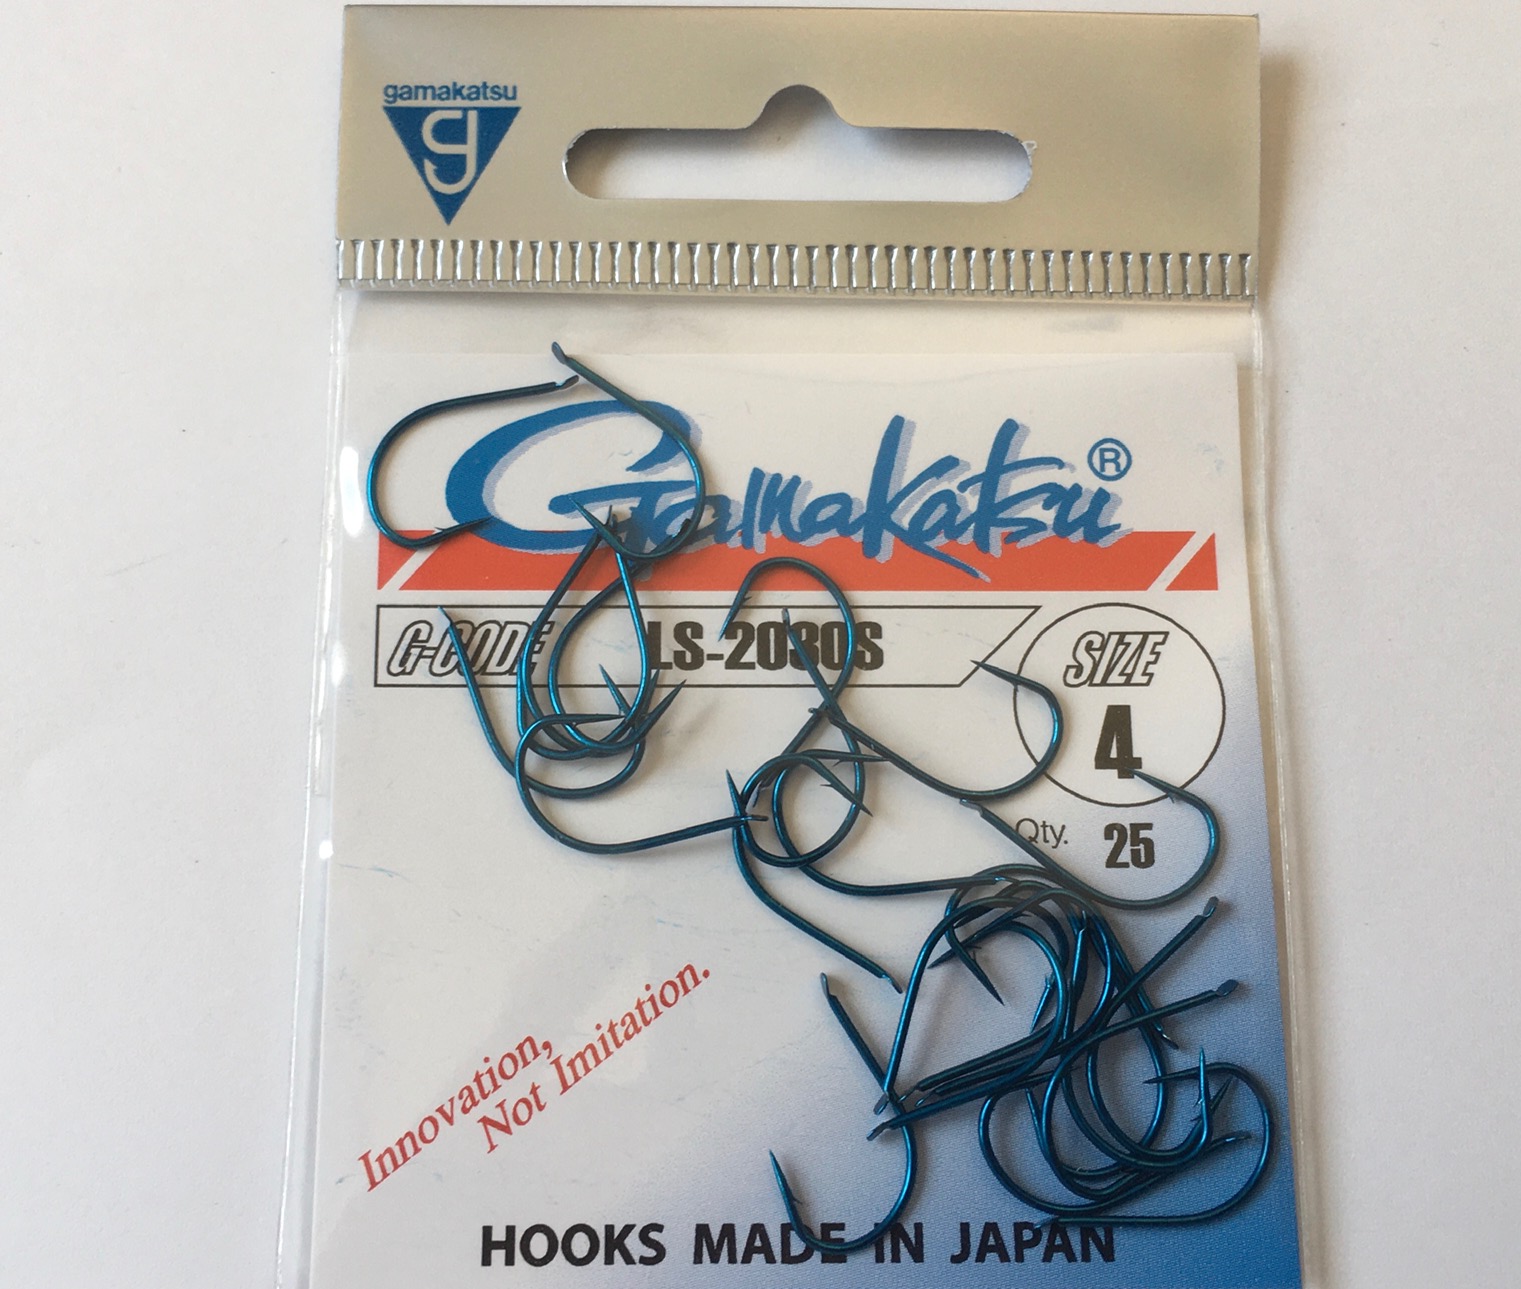 gamakatsu
g
Gamakatsu®
G-CODE LS-2030S
SIZE
4
Qty. 25
Innovation,
Not Imitation.
HOOKS MADE IN JAPAN